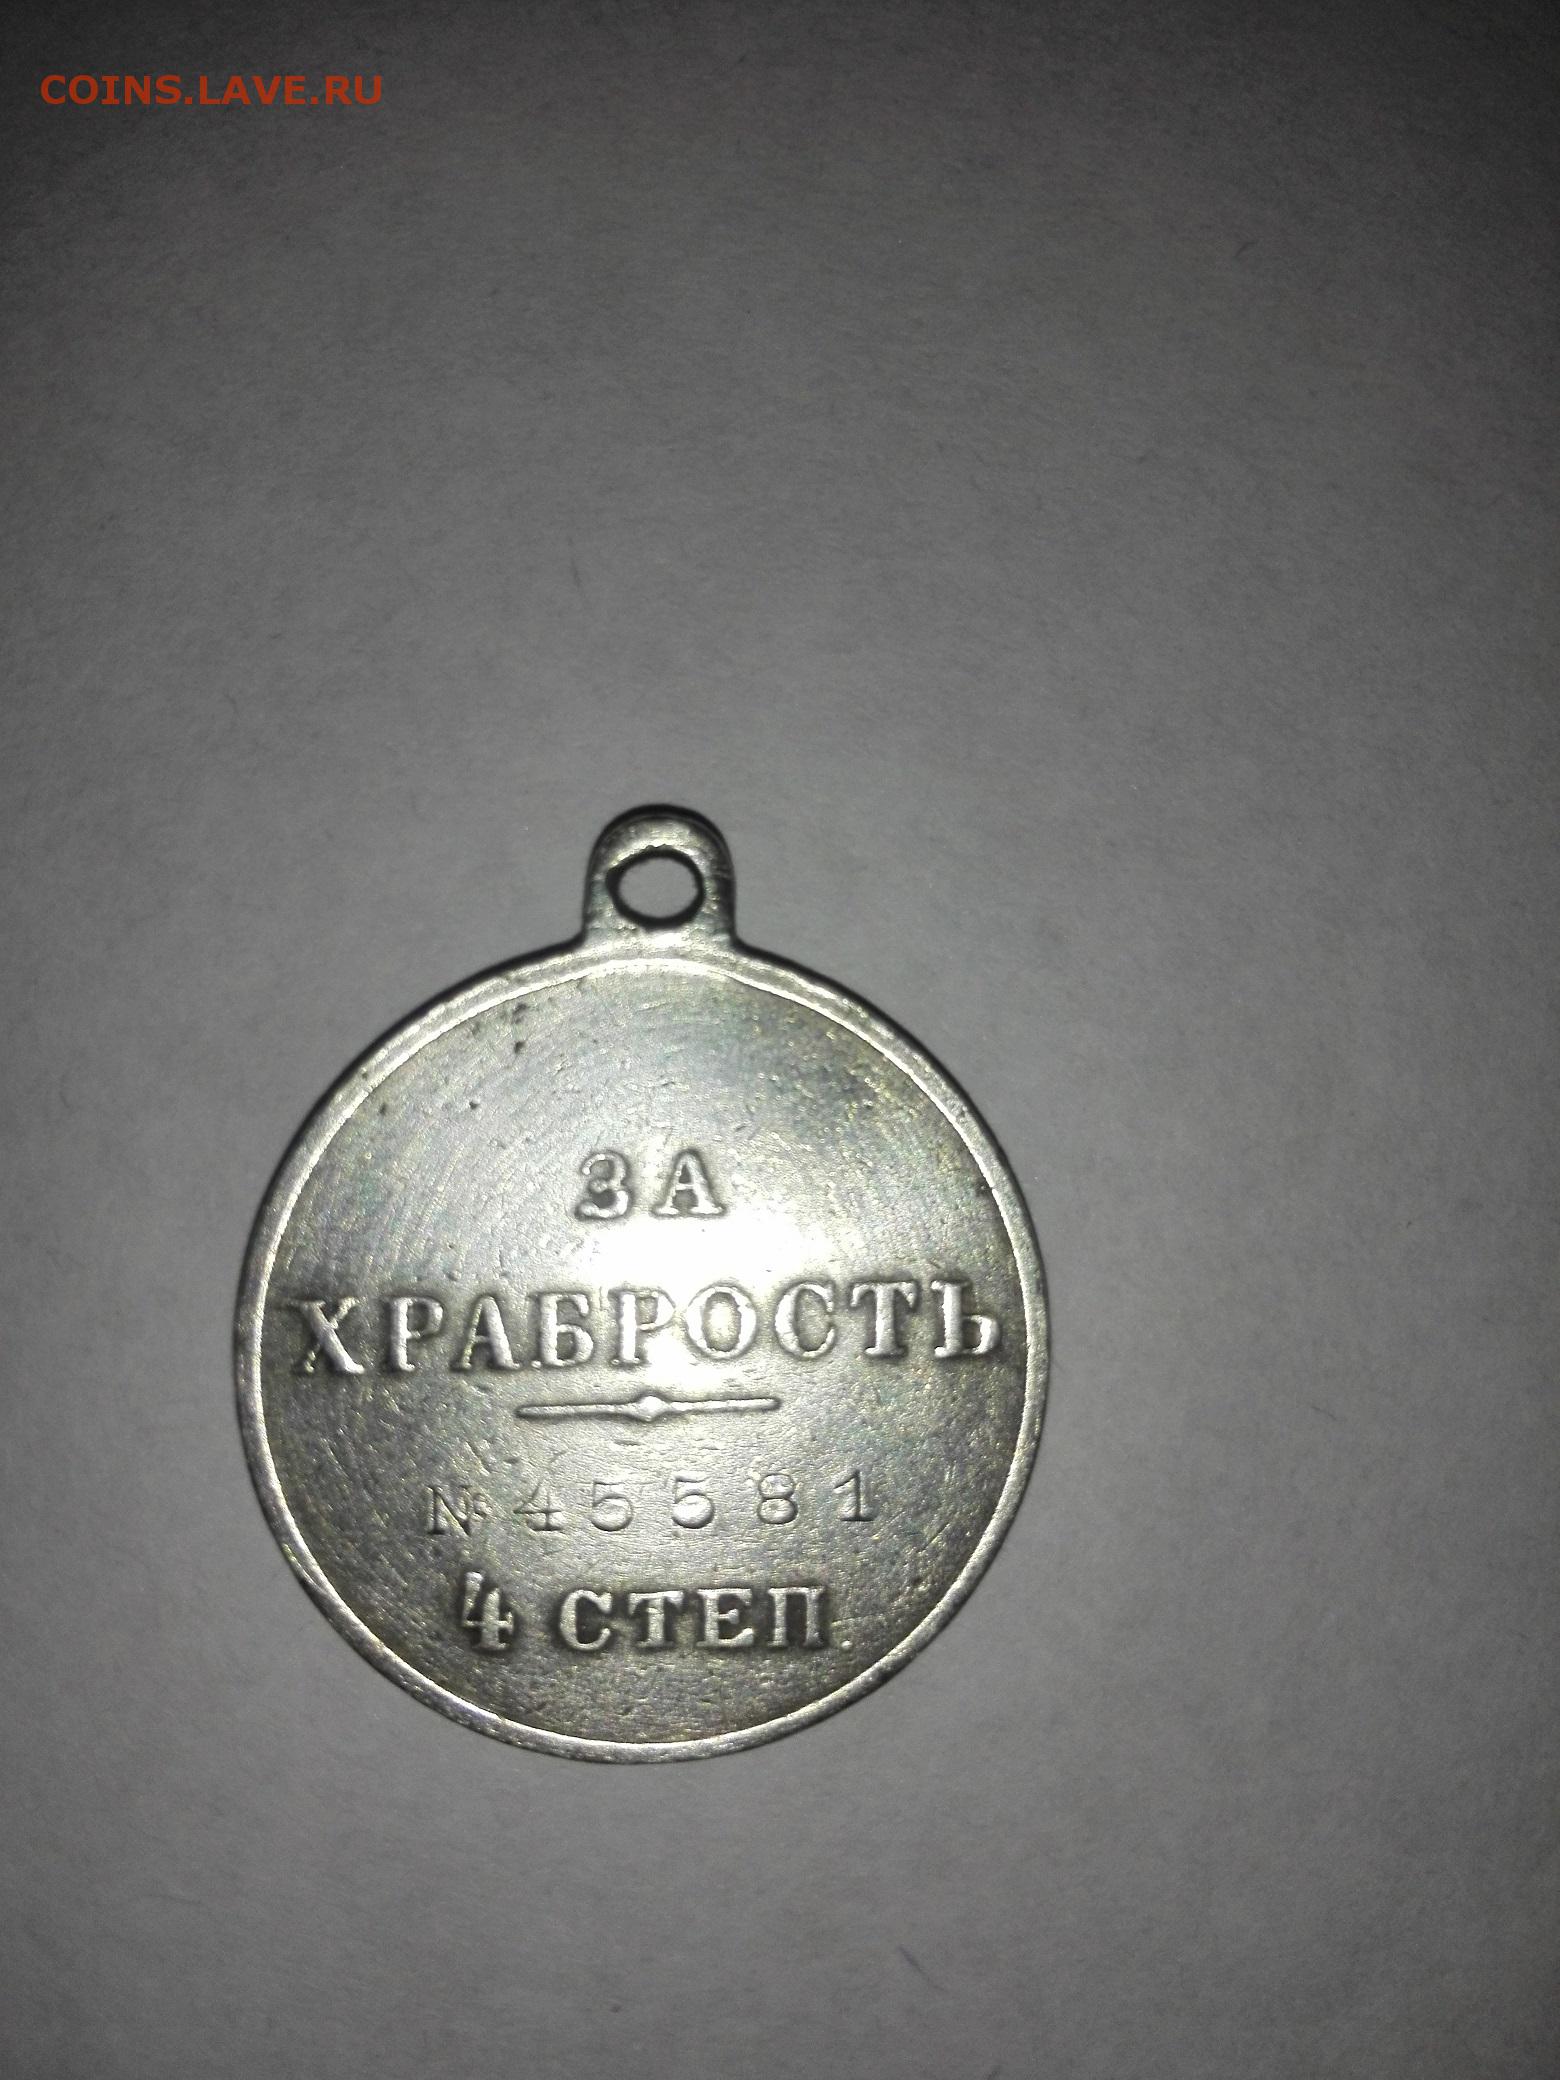 COINS.LAVE.RU
ЗА
ХРАБРОСТЬ
№ 45581
4 СТЕП.